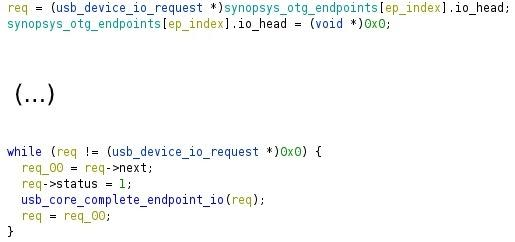 req = (usb_device_io_request *)synopsys_otg_endpoints[ep_index].io_head;
synopsys_otg_endpoints[ep_index].io_head = (void *)0x0;
(...)
while (req != (usb_device_io_request *)0x0) {
  req_00 = req->next;
  req->status = 1;
  usb_core_complete_endpoint_io(req);
  req = req_00;
}